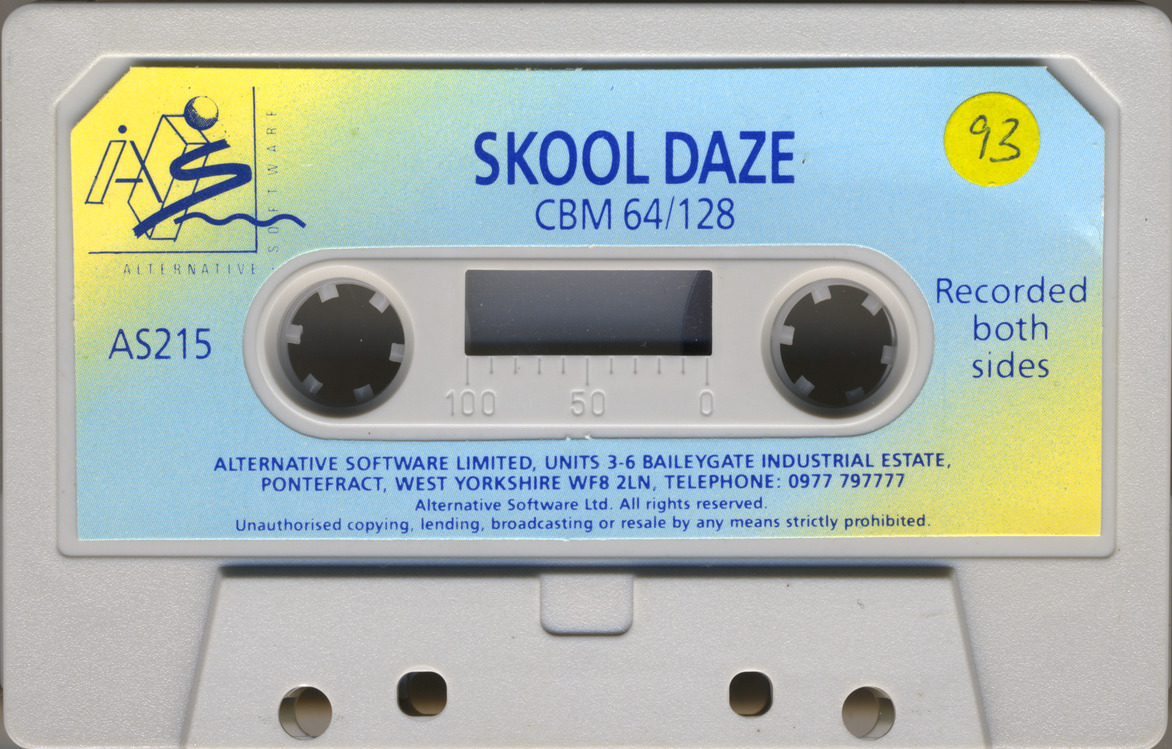 SKOOL DAZE
CBM 64/128
93
iAS
SOFTWARE
ALTERNATIVE
AS215
Recorded
both
sides
100 50 0
ALTERNATIVE SOFTWARE LIMITED, UNITS 3-6 BAILEYGATE INDUSTRIAL ESTATE,
PONTEFRACT, WEST YORKSHIRE WF8 2LN, TELEPHONE: 0977 797777
Alternative Software Ltd. All rights reserved.
Unauthorised copying, lending, broadcasting or resale by any means strictly prohibited.